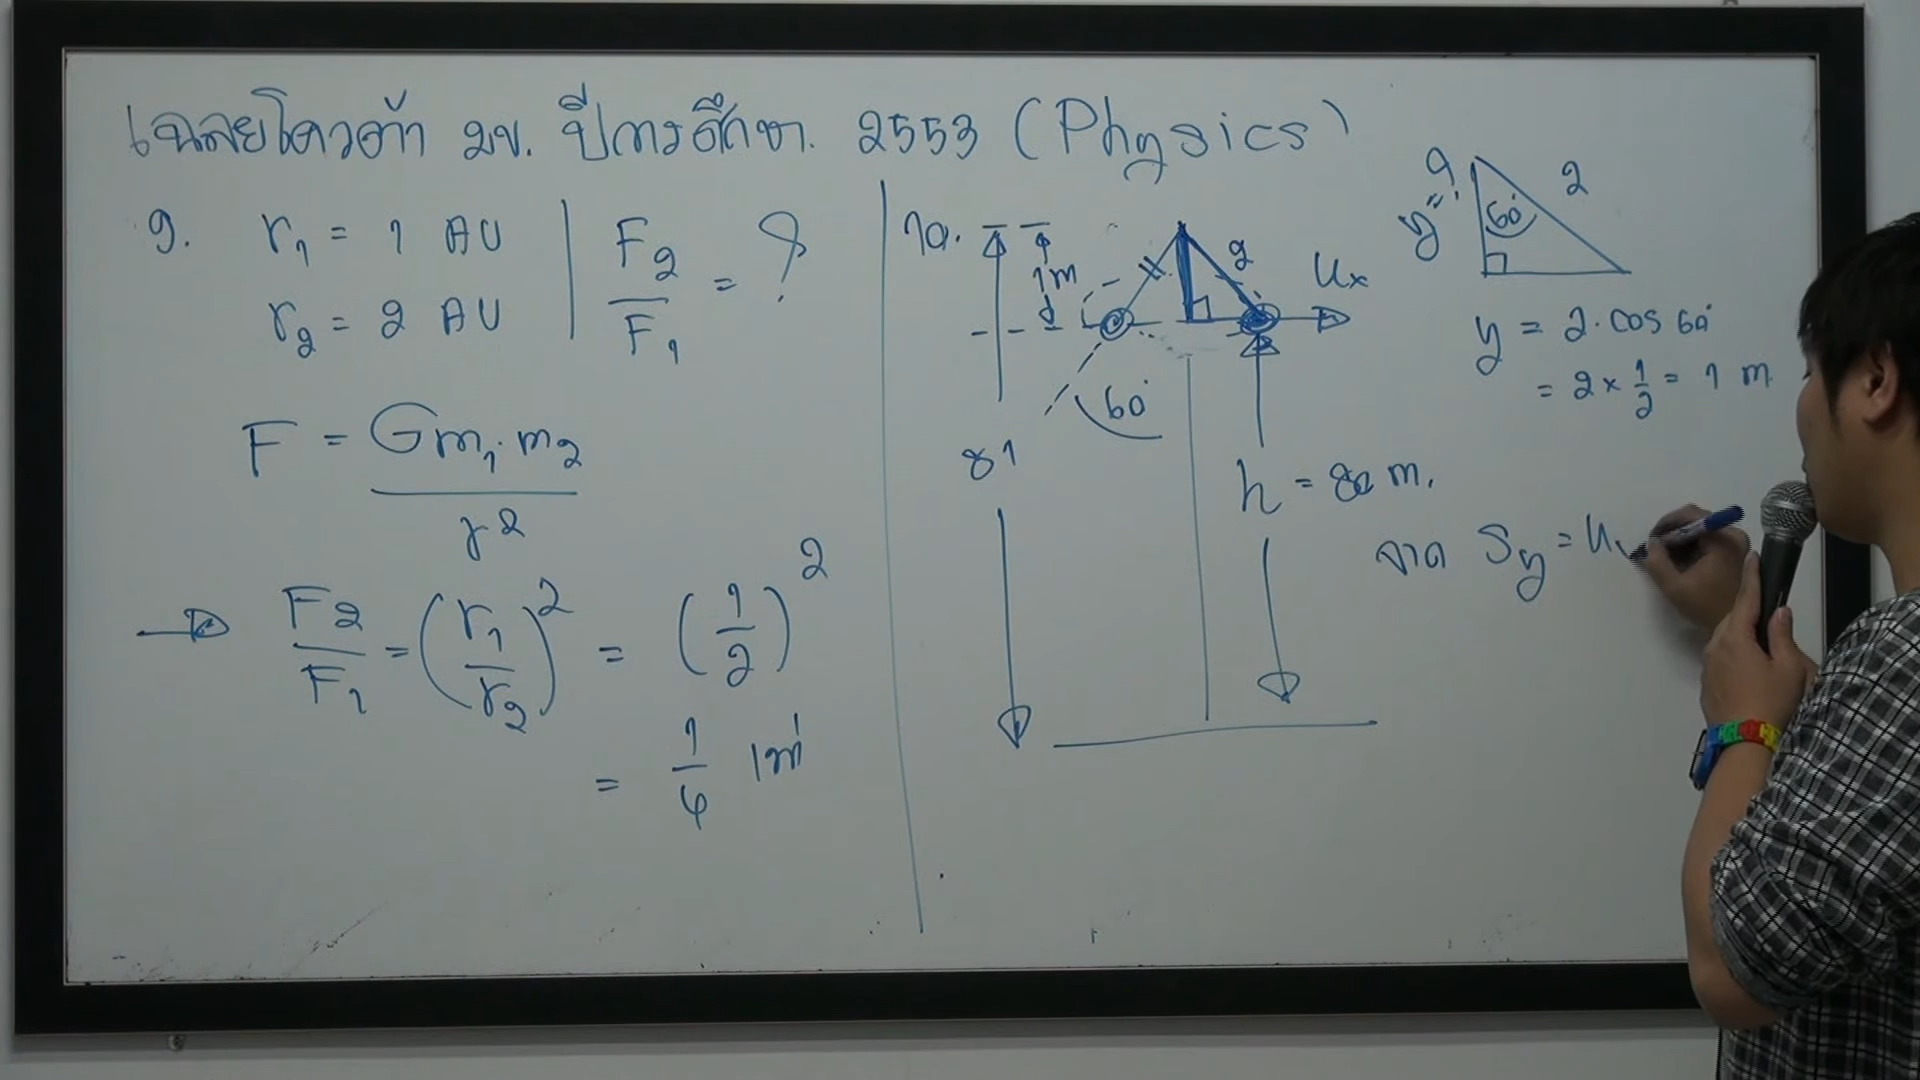 เฉลยโควต้า มข. ปีการศึกษา 2553 (Physics)
9. r₁ = 1 AU
r₂ = 2 AU
F₂/F₁ = ?
F = Gm₁·m₂/r²
→ F₂/F₁ = (r₁/r₂)² = (1/2)²
= 1/4 เท่า
10.
1m
2
Uₓ
60°
81
h = 80 m.
60°
2
y = 2·cos 60°
= 2 × 1/2 = 1 m
จาก Sy = u